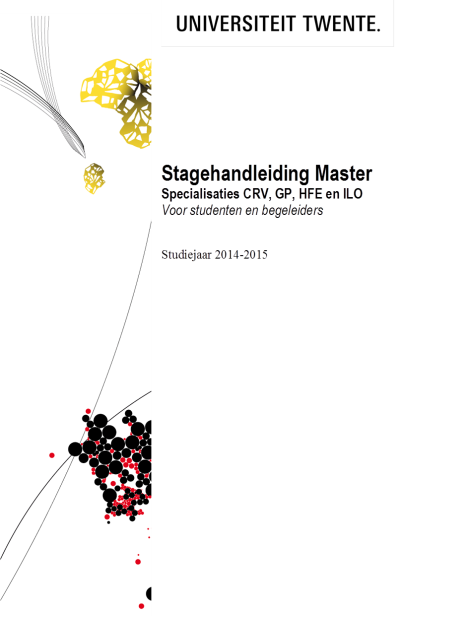 UNIVERSITEIT TWENTE.
Stagehandleiding Master
Specialisaties CRV, GP, HFE en ILO
Voor studenten en begeleiders
Studiejaar 2014-2015